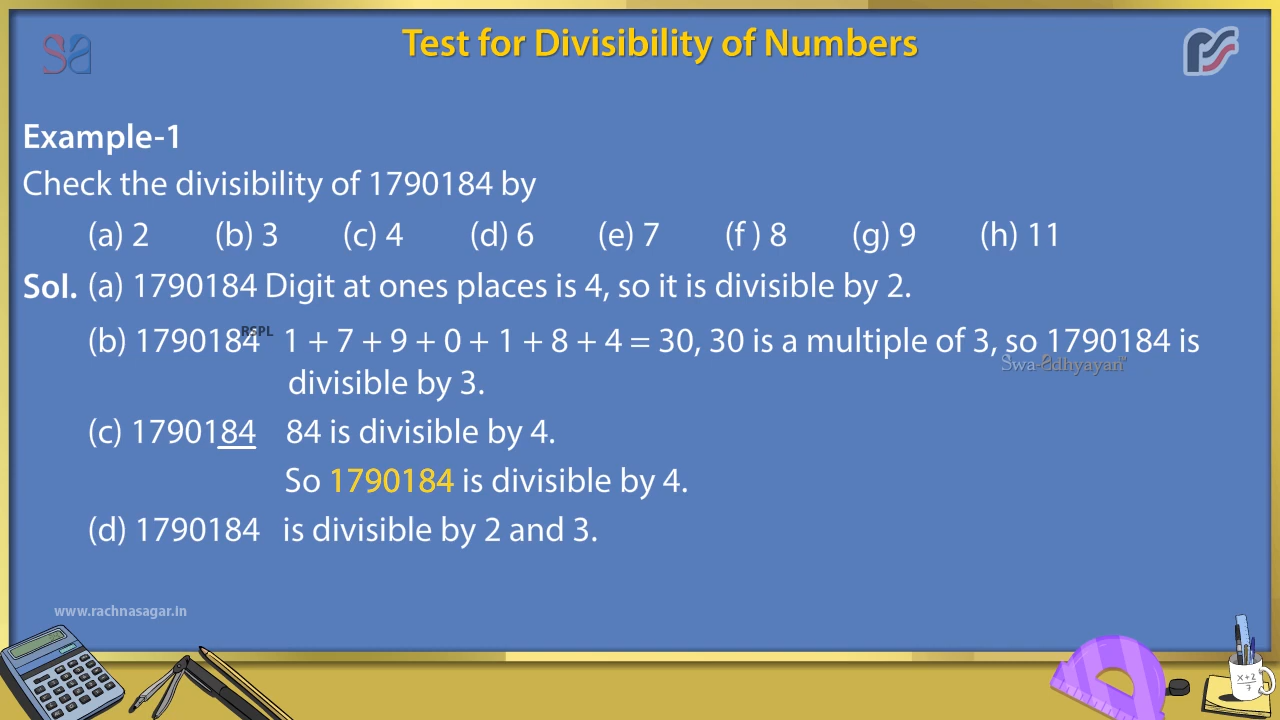 sa
Test for Divisibility of Numbers
Example-1
Check the divisibility of 1790184 by
(a) 2 (b) 3 (c) 4 (d) 6 (e) 7 (f ) 8 (g) 9 (h) 11
Sol. (a) 1790184 Digit at ones places is 4, so it is divisible by 2.
RSPL
(b) 1790184 1 + 7 + 9 + 0 + 1 + 8 + 4 = 30, 30 is a multiple of 3, so 1790184 is
Swa-Edhyayan
divisible by 3.
(c) 1790184 84 is divisible by 4.
So 1790184 is divisible by 4.
(d) 1790184 is divisible by 2 and 3.
www.rachnasagar.in
x+2
7